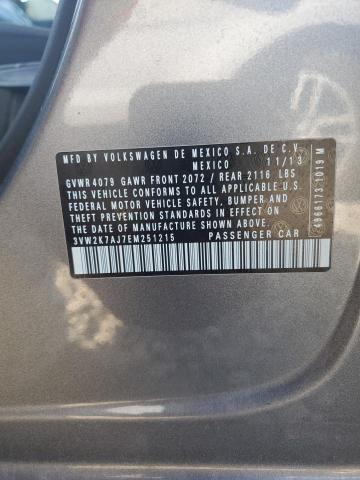 MFD BY VOLKSWAGEN DE MEXICO S.A. DE C.V.
MEXICO 11/13
GVWR 4079 GAWR FRONT 2072 / REAR 2116 LBS
THIS VEHICLE CONFORMS TO ALL APPLICABLE U.S.
FEDERAL MOTOR VEHICLE SAFETY, BUMPER AND
THEFT PREVENTION STANDARDS IN EFFECT ON THE
DATE OF MANUFACTURE SHOWN ABOVE.
3VW2K7AJ7EM251215 PASSENGER CAR
4966173 1019 M